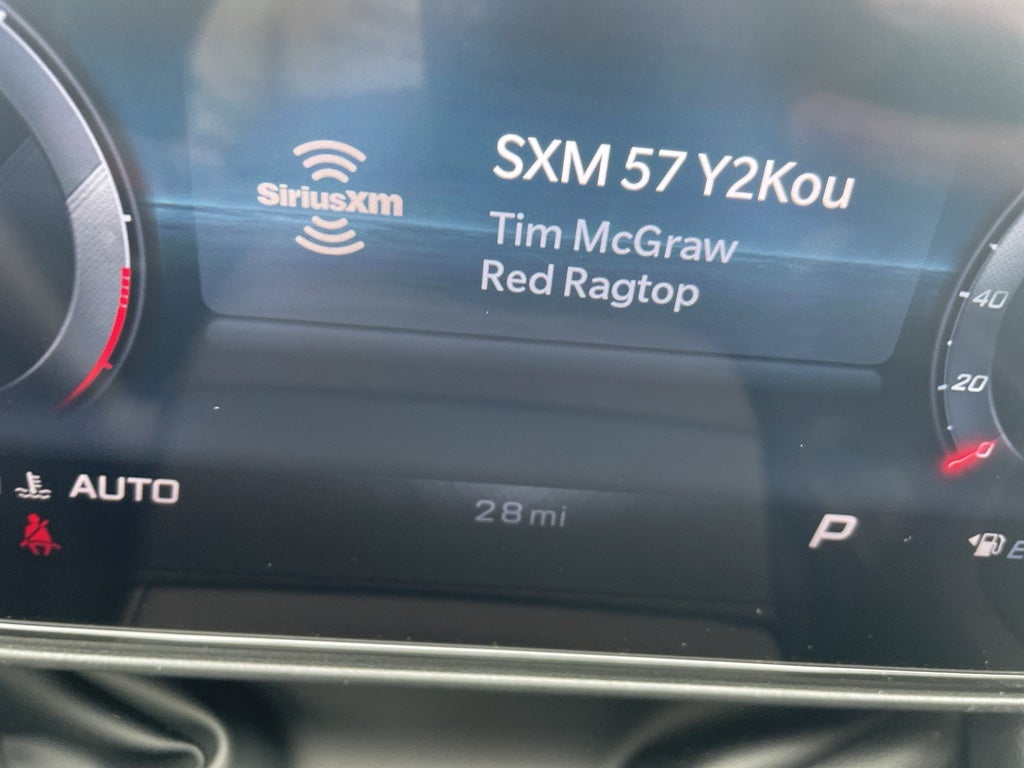 SiriusXM
SXM 57 Y2Kou
Tim McGraw
Red Ragtop
40
20
0
AUTO
28 mi
P